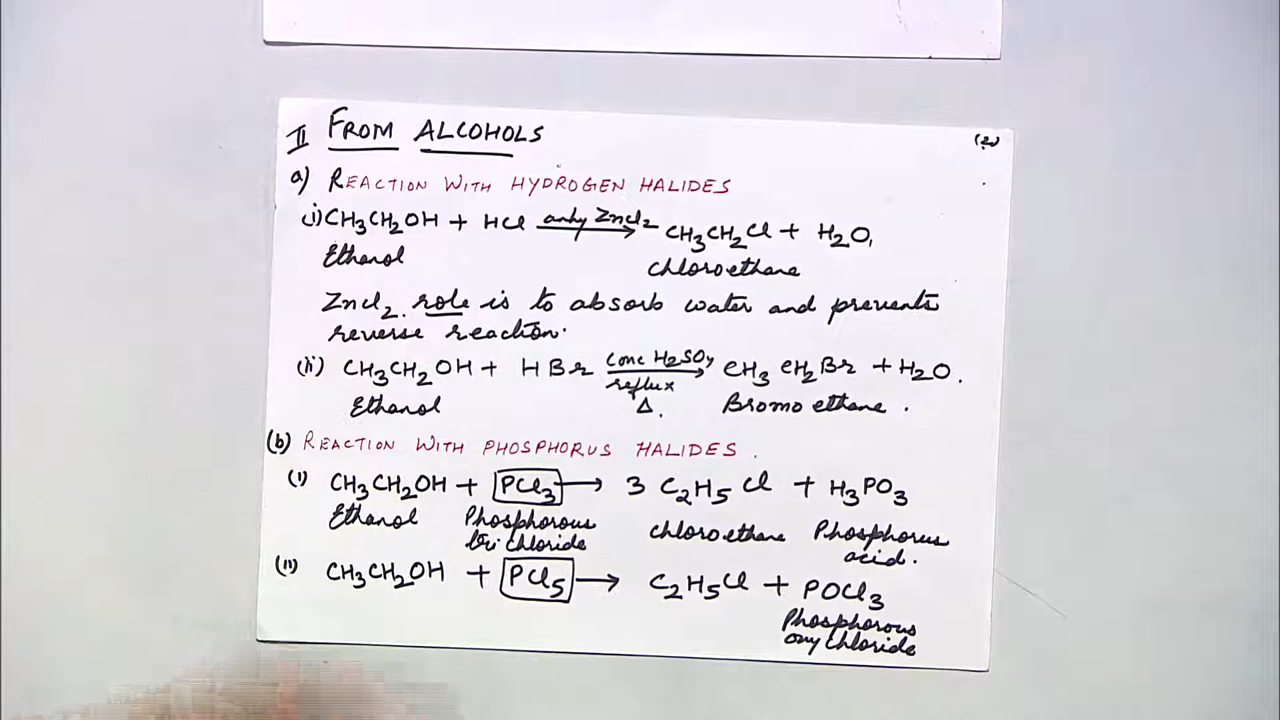 II FROM ALCOHOLS (2)
a) REACTION WITH HYDROGEN HALIDES
(i) CH3CH2OH + HCl anhy ZnCl2 → CH3CH2Cl + H2O,
Ethanol chloroethane
ZnCl2 role is to absorb water and prevents
reverse reaction.
(ii) CH3CH2OH + HBr conc H2SO4 → CH3CH2Br + H2O.
reflux
Ethanol Δ. Bromoethane.
(b) REACTION WITH PHOSPHORUS HALIDES.
(i) CH3CH2OH + PCl3 → 3 C2H5Cl + H3PO3
Ethanol Phosphorous chloroethane Phosphorus
tri chloride acid.
(ii) CH3CH2OH + PCl5 → C2H5Cl + POCl3
Phosphorous
oxy chloride